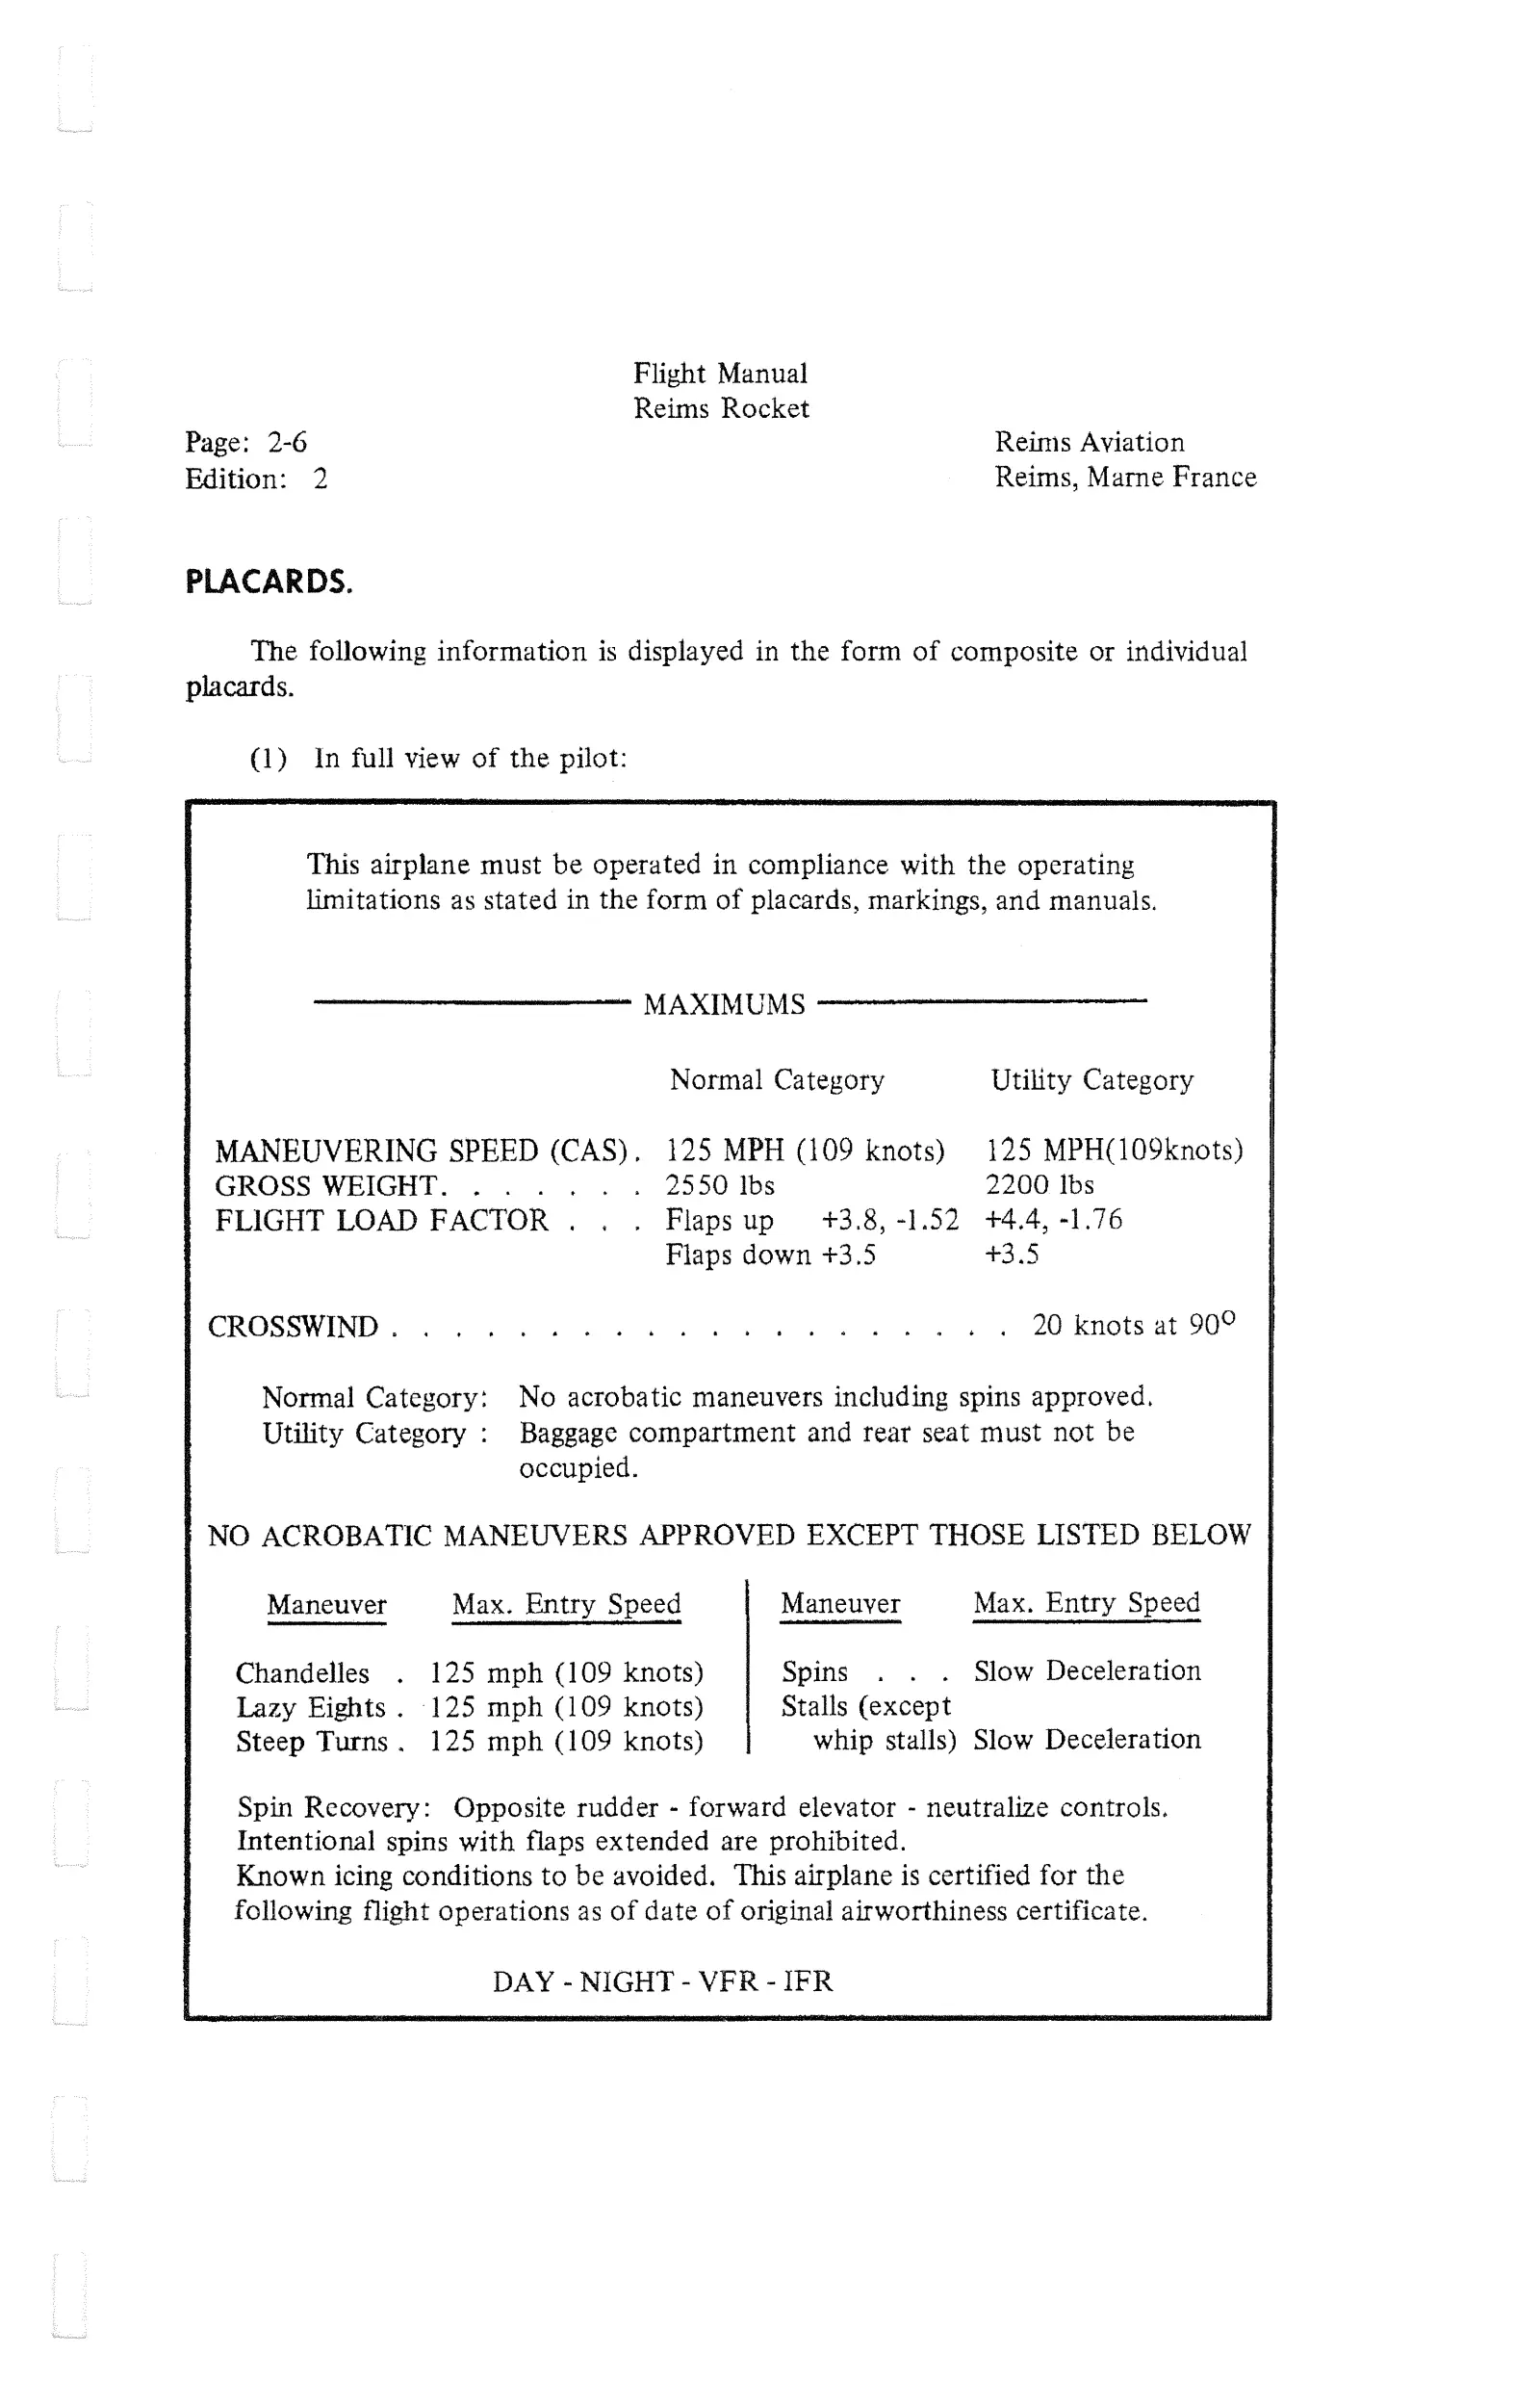 Flight Manual
Reims Rocket
Page: 2-6
Edition: 2
Reims Aviation
Reims, Marne France
PLACARDS.
The following information is displayed in the form of composite or individual
placards.
(1) In full view of the pilot:
This airplane must be operated in compliance with the operating
limitations as stated in the form of placards, markings, and manuals.
MAXIMUMS
Normal Category Utility Category
MANEUVERING SPEED (CAS). 125 MPH (109 knots) 125 MPH(109knots)
GROSS WEIGHT. . . . . . . 2550 lbs 2200 lbs
FLIGHT LOAD FACTOR . . . Flaps up +3.8, -1.52 +4.4, -1.76
Flaps down +3.5 +3.5
CROSSWIND . . . . . . . . . . . . . . . . . . . . 20 knots at 90º
Normal Category: No acrobatic maneuvers including spins approved.
Utility Category : Baggage compartment and rear seat must not be
occupied.
NO ACROBATIC MANEUVERS APPROVED EXCEPT THOSE LISTED BELOW
Maneuver Max. Entry Speed Maneuver Max. Entry Speed
Chandelles . 125 mph (109 knots) Spins . . . Slow Deceleration
Lazy Eights . 125 mph (109 knots) Stalls (except
Steep Turns . 125 mph (109 knots) whip stalls) Slow Deceleration
Spin Recovery: Opposite rudder - forward elevator - neutralize controls.
Intentional spins with flaps extended are prohibited.
Known icing conditions to be avoided. This airplane is certified for the
following flight operations as of date of original airworthiness certificate.
DAY - NIGHT - VFR - IFR